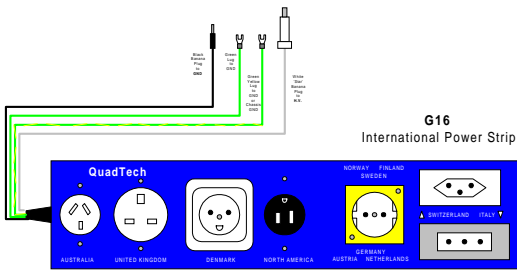 Black
Banana
Plug
to
GND
Green
Lug
to
GND
Green
Yellow
Lug
to
GND
or
Chassis
GND
White
'Sta'
Banana
Plug
to
H.V.
G16
International Power Strip
QuadTech
NORWAY FINLAND
SWEDEN
SWITZERLAND ITALY
AUSTRALIA
UNITED KINGDOM
DENMARK
NORTH AMERICA
GERMANY
AUSTRIA NETHERLANDS